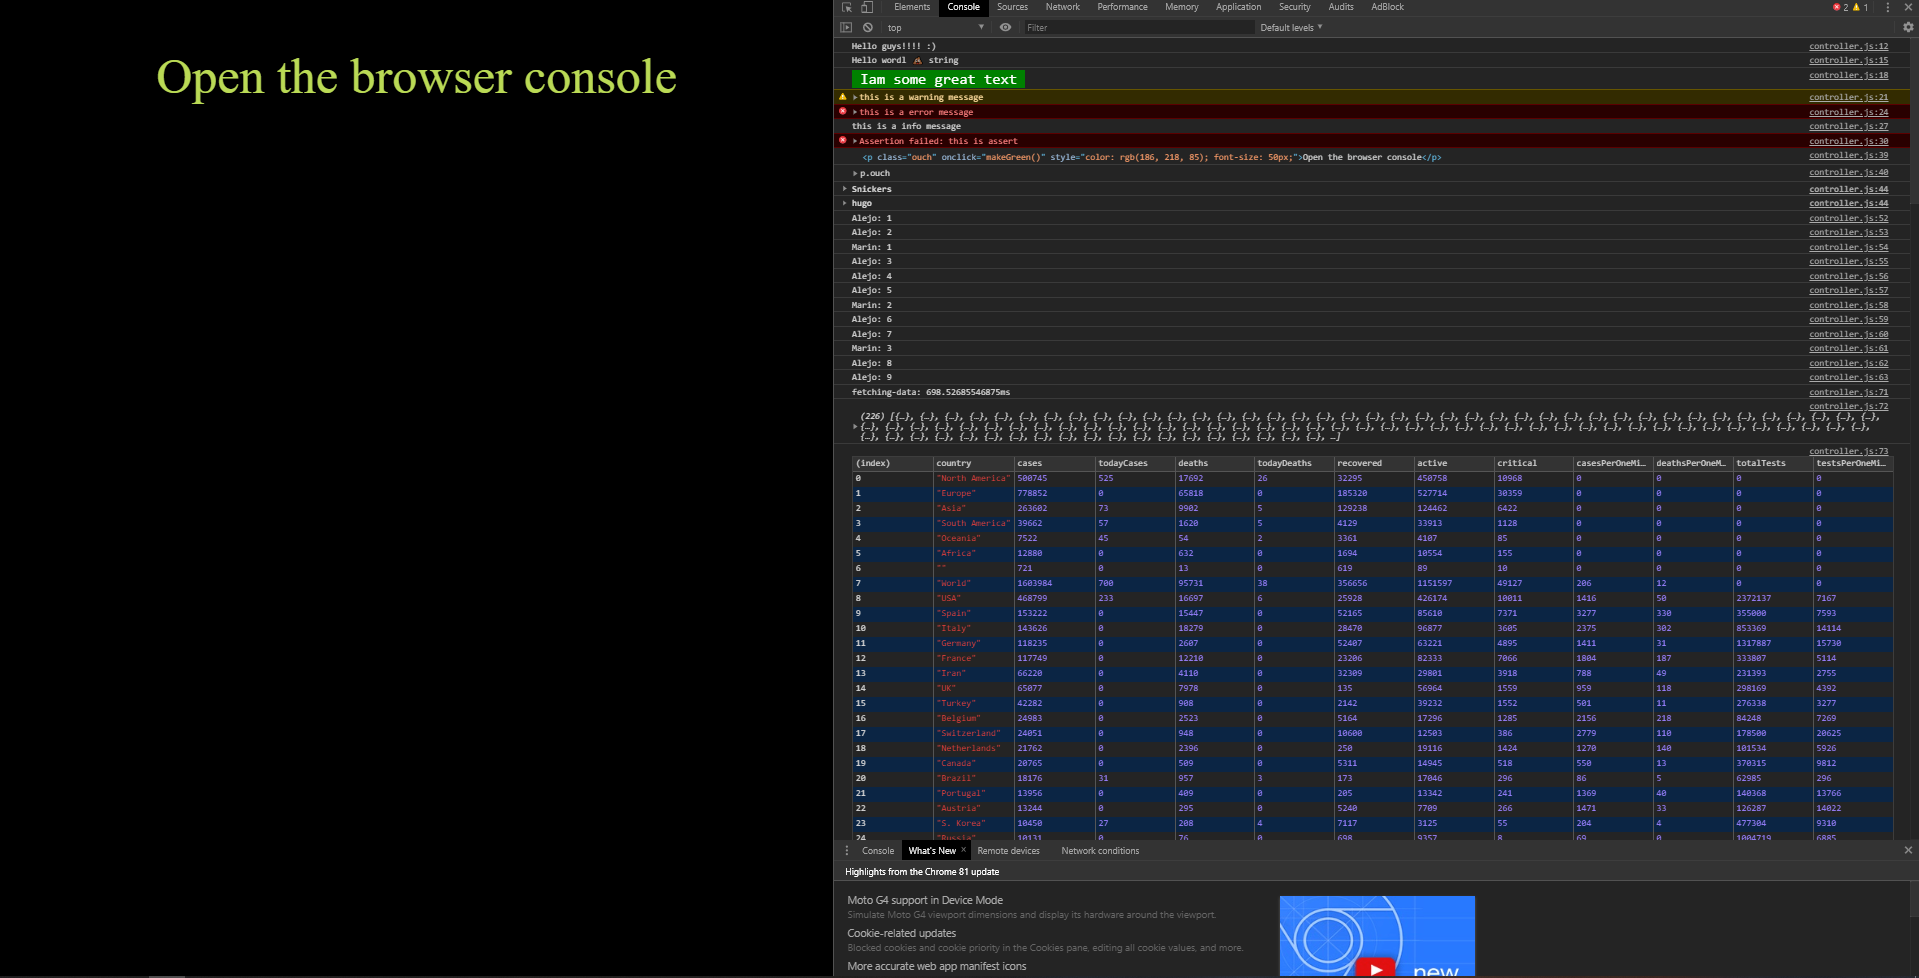 Open the browser console
Elements Console Sources Network Performance Memory Application Security Audits AdBlock 2 1
top Filter Default levels
Hello guys!!!! :) controller.js:12
Hello wordl 💩 string controller.js:15
Iam some great text controller.js:18
this is a warning message controller.js:21
this is a error message controller.js:24
this is a info message controller.js:27
Assertion failed: this is assert controller.js:30
<p class="ouch" onclick="makeGreen()" style="color: rgb(186, 218, 85); font-size: 50px;">Open the browser console</p> controller.js:39
p.ouch controller.js:40
Snickers controller.js:44
hugo controller.js:44
Alejo: 1 controller.js:52
Alejo: 2 controller.js:53
Marin: 1 controller.js:54
Alejo: 3 controller.js:55
Alejo: 4 controller.js:56
Alejo: 5 controller.js:57
Marin: 2 controller.js:58
Alejo: 6 controller.js:59
Alejo: 7 controller.js:60
Marin: 3 controller.js:61
Alejo: 8 controller.js:62
Alejo: 9 controller.js:63
fetching-data: 698.52685546875ms controller.js:71
controller.js:72
(226) [{…}, {…}, {…}, {…}, {…}, {…}, {…}, {…}, {…}, {…}, {…}, {…}, {…}, {…}, {…}, {…}, {…}, {…}, {…}, {…}, {…}, {…}, {…}, {…}, {…}, {…}, {…}, {…}, {…}, {…}, {…}, {…}, {…}, {…}, {…}, {…}, {…}, {…}, {…}, {…},
{…}, {…}, {…}, {…}, {…}, {…}, {…}, {…}, {…}, {…}, {…}, {…}, {…}, {…}, {…}, {…}, {…}, {…}, {…}, {…}, {…}, {…}, {…}, {…}, {…}, {…}, {…}, {…}, {…}, {…}, {…}, {…}, {…}, {…}, {…}, {…}, {…}, {…}, {…}, {…}, {…},
{…}, {…}, {…}, {…}, {…}, {…}, {…}, {…}, {…}, {…}, {…}, {…}, {…}, {…}, {…}, {…}, {…}, {…}, {…}, …]
controller.js:73
(index) country cases todayCases deaths todayDeaths recovered active critical casesPerOneMi… deathsPerOneM… totalTests testsPerOneMi…
0 "North America" 500745 525 17692 26 32295 450758 10968 0 0 0 0
1 "Europe" 778852 0 65818 0 185320 527714 30359 0 0 0 0
2 "Asia" 263602 73 9902 5 129238 124462 6422 0 0 0 0
3 "South America" 39662 57 1620 5 4129 33913 1128 0 0 0 0
4 "Oceania" 7522 45 54 2 3361 4107 85 0 0 0 0
5 "Africa" 12880 0 632 0 1694 10554 155 0 0 0 0
6 "" 721 0 13 0 619 89 10 0 0 0 0
7 "World" 1603984 700 95731 38 356656 1151597 49127 206 12 0 0
8 "USA" 468799 233 16697 6 25928 426174 10011 1416 50 2372137 7167
9 "Spain" 153222 0 15447 0 52165 85610 7371 3277 330 355000 7593
10 "Italy" 143626 0 18279 0 28470 96877 3605 2375 302 853369 14114
11 "Germany" 118235 0 2607 0 52407 63221 4895 1411 31 1317887 15730
12 "France" 117749 0 12210 0 23206 82333 7066 1804 187 333807 5114
13 "Iran" 66220 0 4110 0 32309 29801 3918 788 49 231393 2755
14 "UK" 65077 0 7978 0 135 56964 1559 959 118 298169 4392
15 "Turkey" 42282 0 908 0 2142 39232 1552 501 11 276338 3277
16 "Belgium" 24983 0 2523 0 5164 17296 1285 2156 218 84248 7269
17 "Switzerland" 24051 0 948 0 10600 12503 386 2779 110 178500 20625
18 "Netherlands" 21762 0 2396 0 250 19116 1424 1270 140 101534 5926
19 "Canada" 20765 0 509 0 5311 14945 518 550 13 370315 9812
20 "Brazil" 18176 31 957 3 173 17046 296 86 5 62985 296
21 "Portugal" 13956 0 409 0 205 13342 241 1369 40 140368 13766
22 "Austria" 13244 0 295 0 5240 7709 266 1471 33 126287 14022
23 "S. Korea" 10450 27 208 4 7117 3125 55 204 4 477304 9310
24 "Russia" 10131 0 76 0 698 9357 8 69 0 1004719 6885
Console What's New Remote devices Network conditions
Highlights from the Chrome 81 update
Moto G4 support in Device Mode
Simulate Moto G4 viewport dimensions and display its hardware around the viewport.
Cookie-related updates
Blocked cookies and cookie priority in the Cookies pane, editing all cookie values, and more.
More accurate web app manifest icons
new